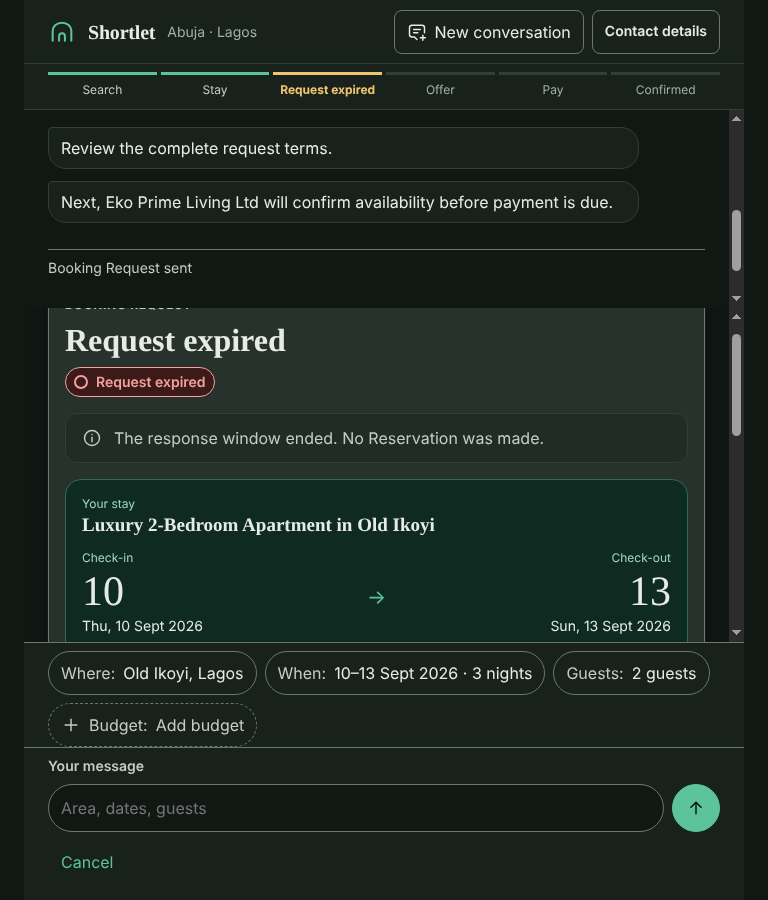 Shortlet
Abuja · Lagos
New conversation
Contact details
Search
Stay
Request expired
Offer
Pay
Confirmed
Review the complete request terms.
Next, Eko Prime Living Ltd will confirm availability before payment is due.
Booking Request sent
Request expired
Request expired
The response window ended. No Reservation was made.
Your stay
Luxury 2-Bedroom Apartment in Old Ikoyi
Check-in
Check-out
10
13
Thu, 10 Sept 2026
Sun, 13 Sept 2026
Where: Old Ikoyi, Lagos
When: 10–13 Sept 2026 · 3 nights
Guests: 2 guests
Budget: Add budget
Your message
Area, dates, guests
Cancel